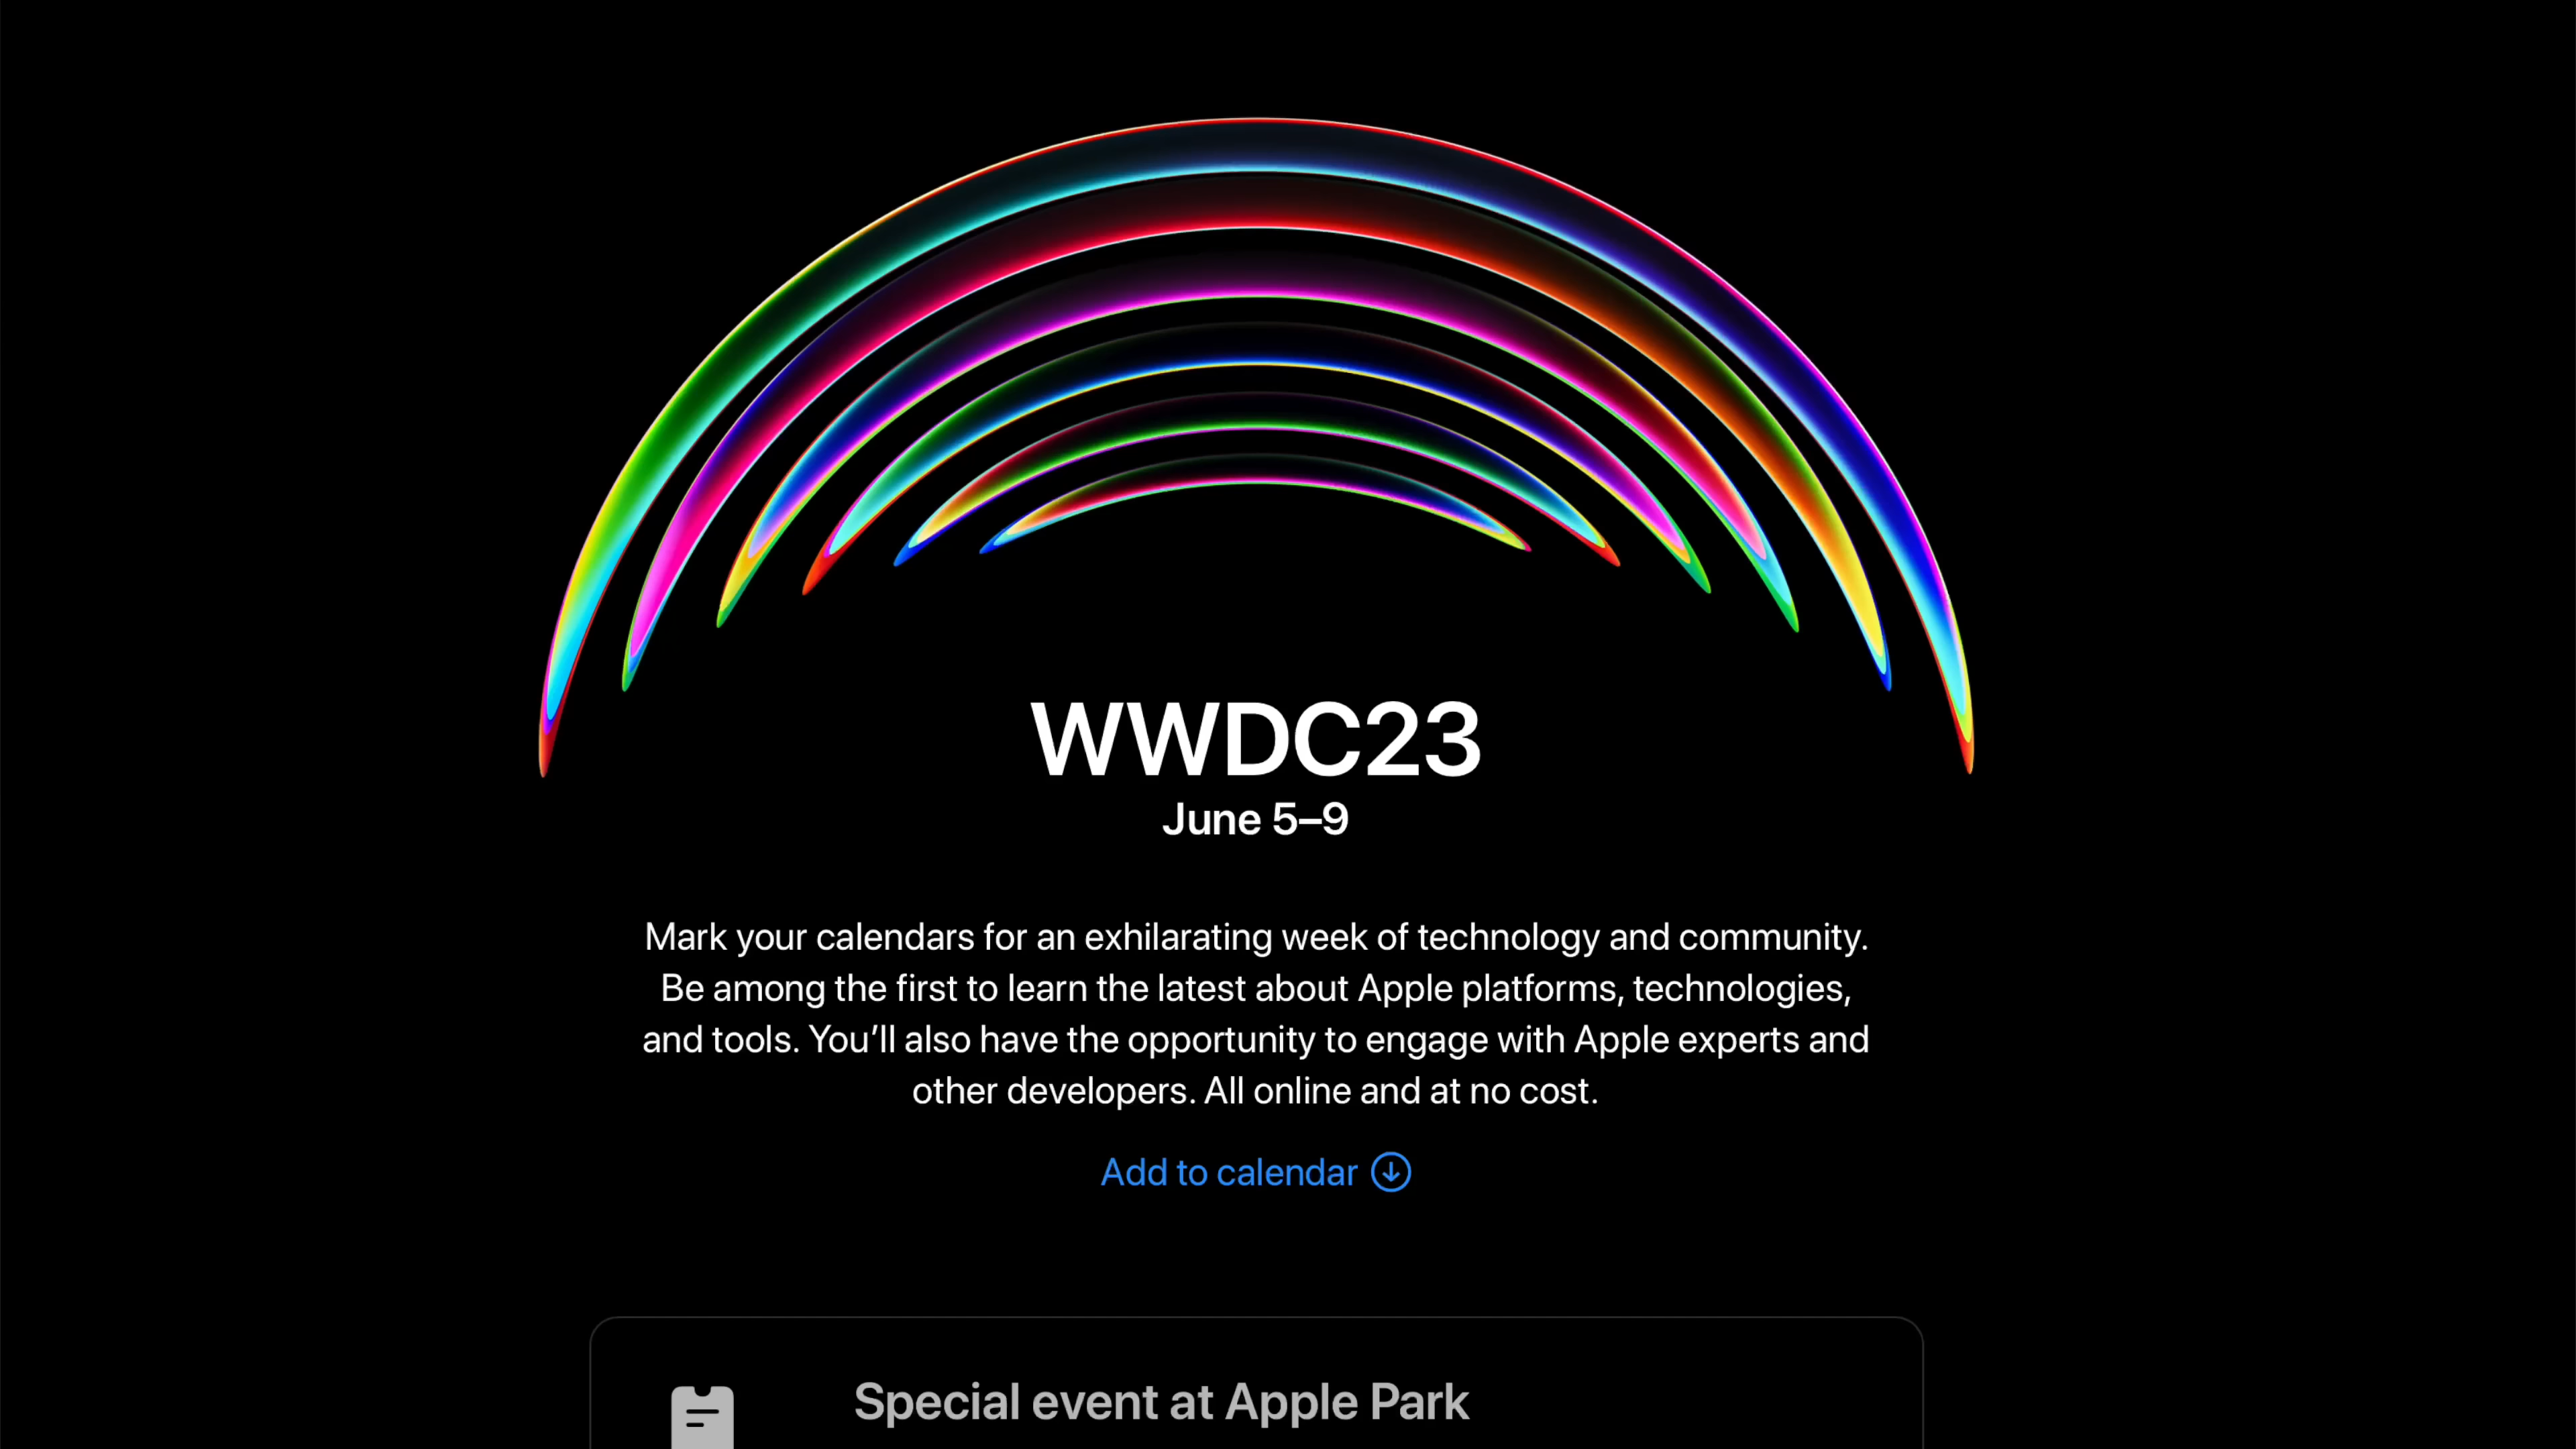 WWDC23
June 5–9
Mark your calendars for an exhilarating week of technology and community.
Be among the first to learn the latest about Apple platforms, technologies,
and tools. You’ll also have the opportunity to engage with Apple experts and
other developers. All online and at no cost.
Add to calendar
Special event at Apple Park